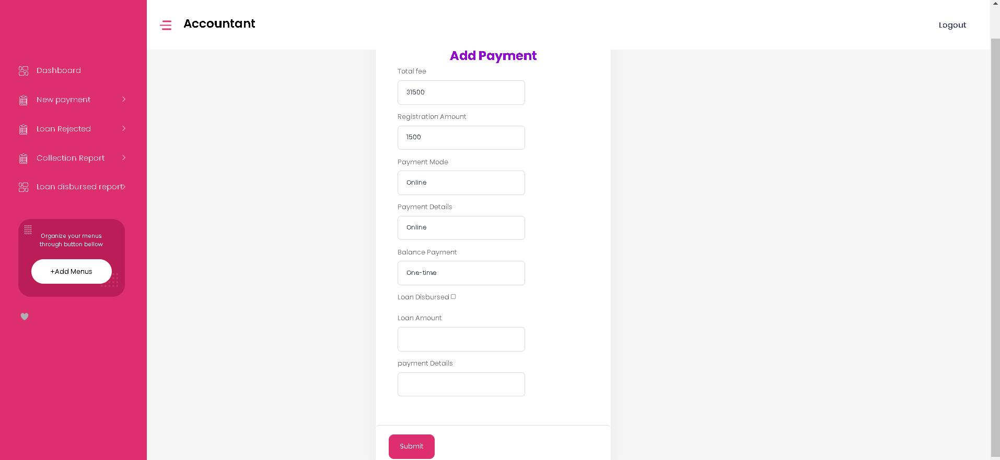 Accountant
Logout
Dashboard
New payment
Loan Rejected
Collection Report
Loan disbursed report
Organize your menus
through button bellow
+Add Menus
Add Payment
Total fee
31500
Registration Amount
1500
Payment Mode
Online
Payment Details
Online
Balance Payment
One-time
Loan Disbursed
Loan Amount
payment Details
Submit